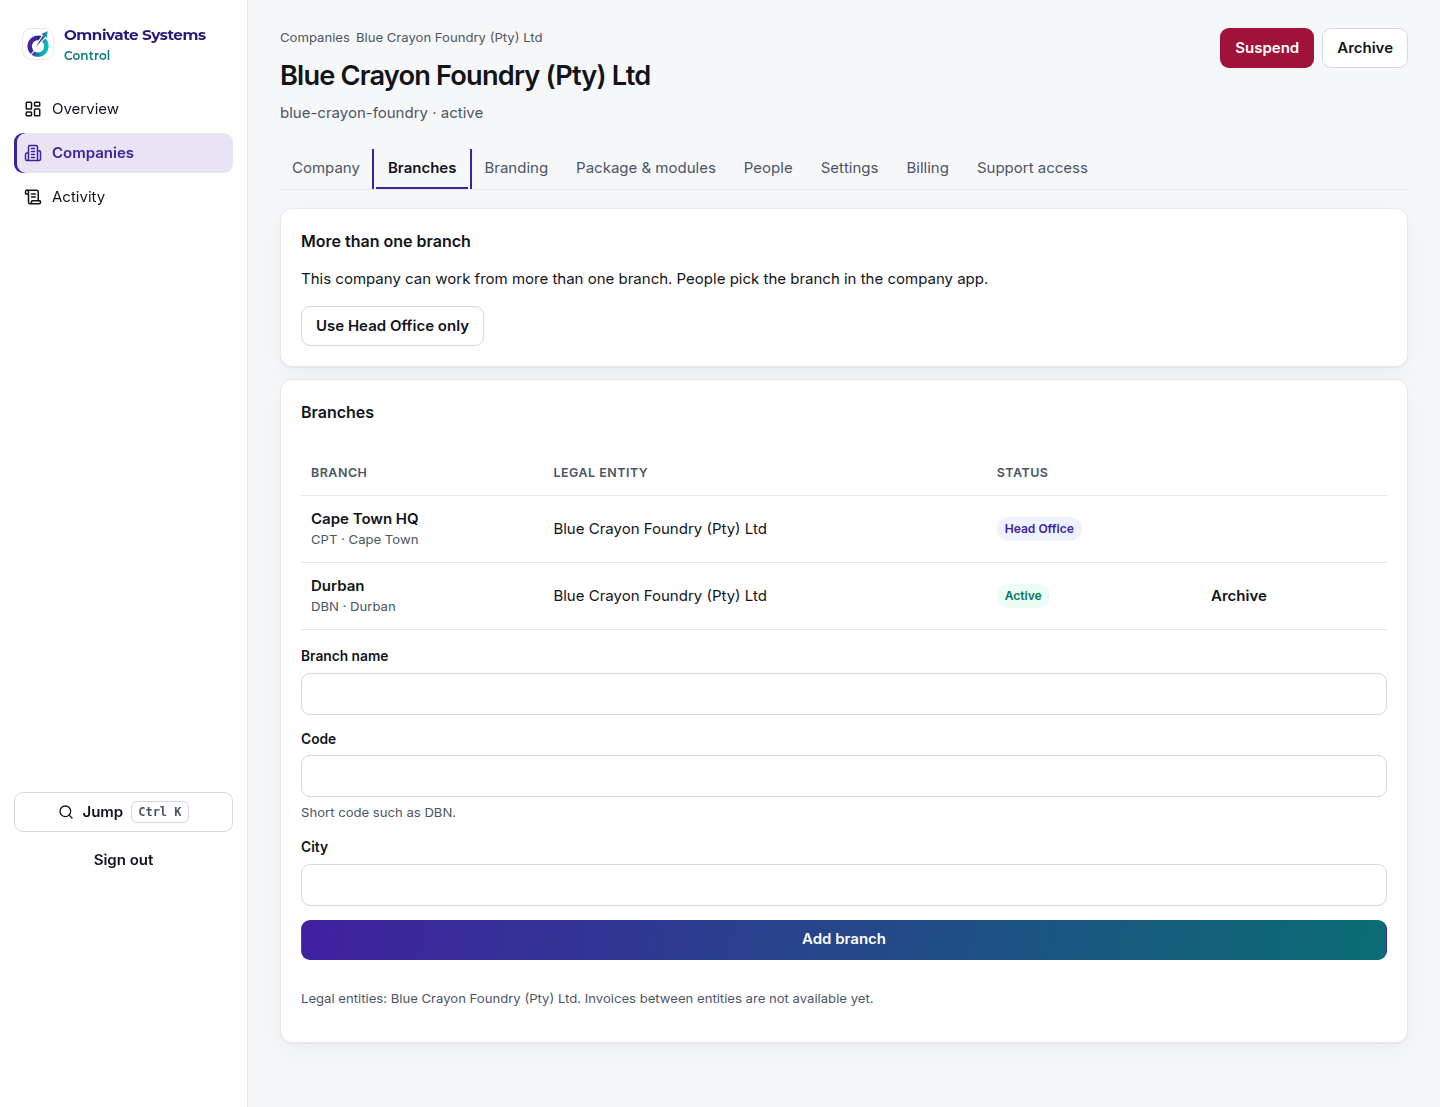 Omnivate Systems
Control
Overview
Companies
Activity
Jump Ctrl K
Sign out
Companies Blue Crayon Foundry (Pty) Ltd
Blue Crayon Foundry (Pty) Ltd
blue-crayon-foundry · active
Suspend Archive
Company Branches Branding Package & modules People Settings Billing Support access
More than one branch
This company can work from more than one branch. People pick the branch in the company app.
Use Head Office only
Branches
BRANCH LEGAL ENTITY STATUS
Cape Town HQ
CPT · Cape Town
Blue Crayon Foundry (Pty) Ltd
Head Office
Durban
DBN · Durban
Blue Crayon Foundry (Pty) Ltd
Active
Archive
Branch name
Code
Short code such as DBN.
City
Add branch
Legal entities: Blue Crayon Foundry (Pty) Ltd. Invoices between entities are not available yet.